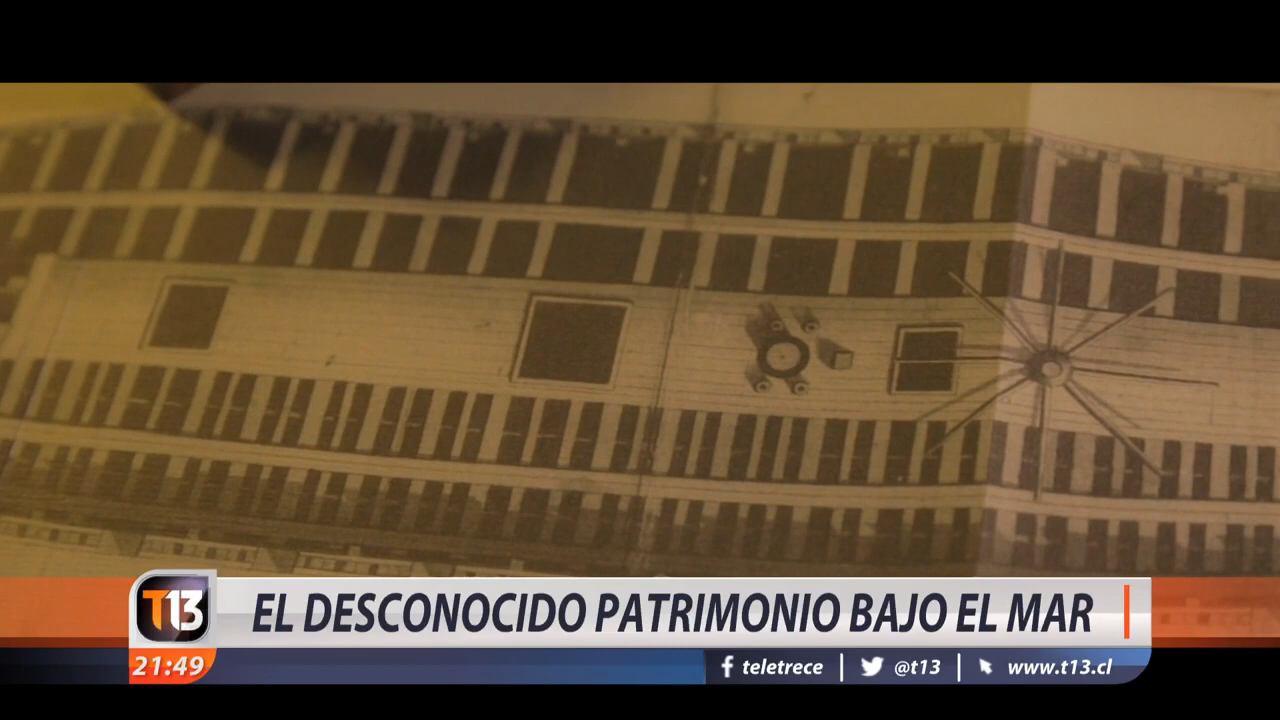 T13
EL DESCONOCIDO PATRIMONIO BAJO EL MAR
21:49
teletrece | @t13 | www.t13.cl